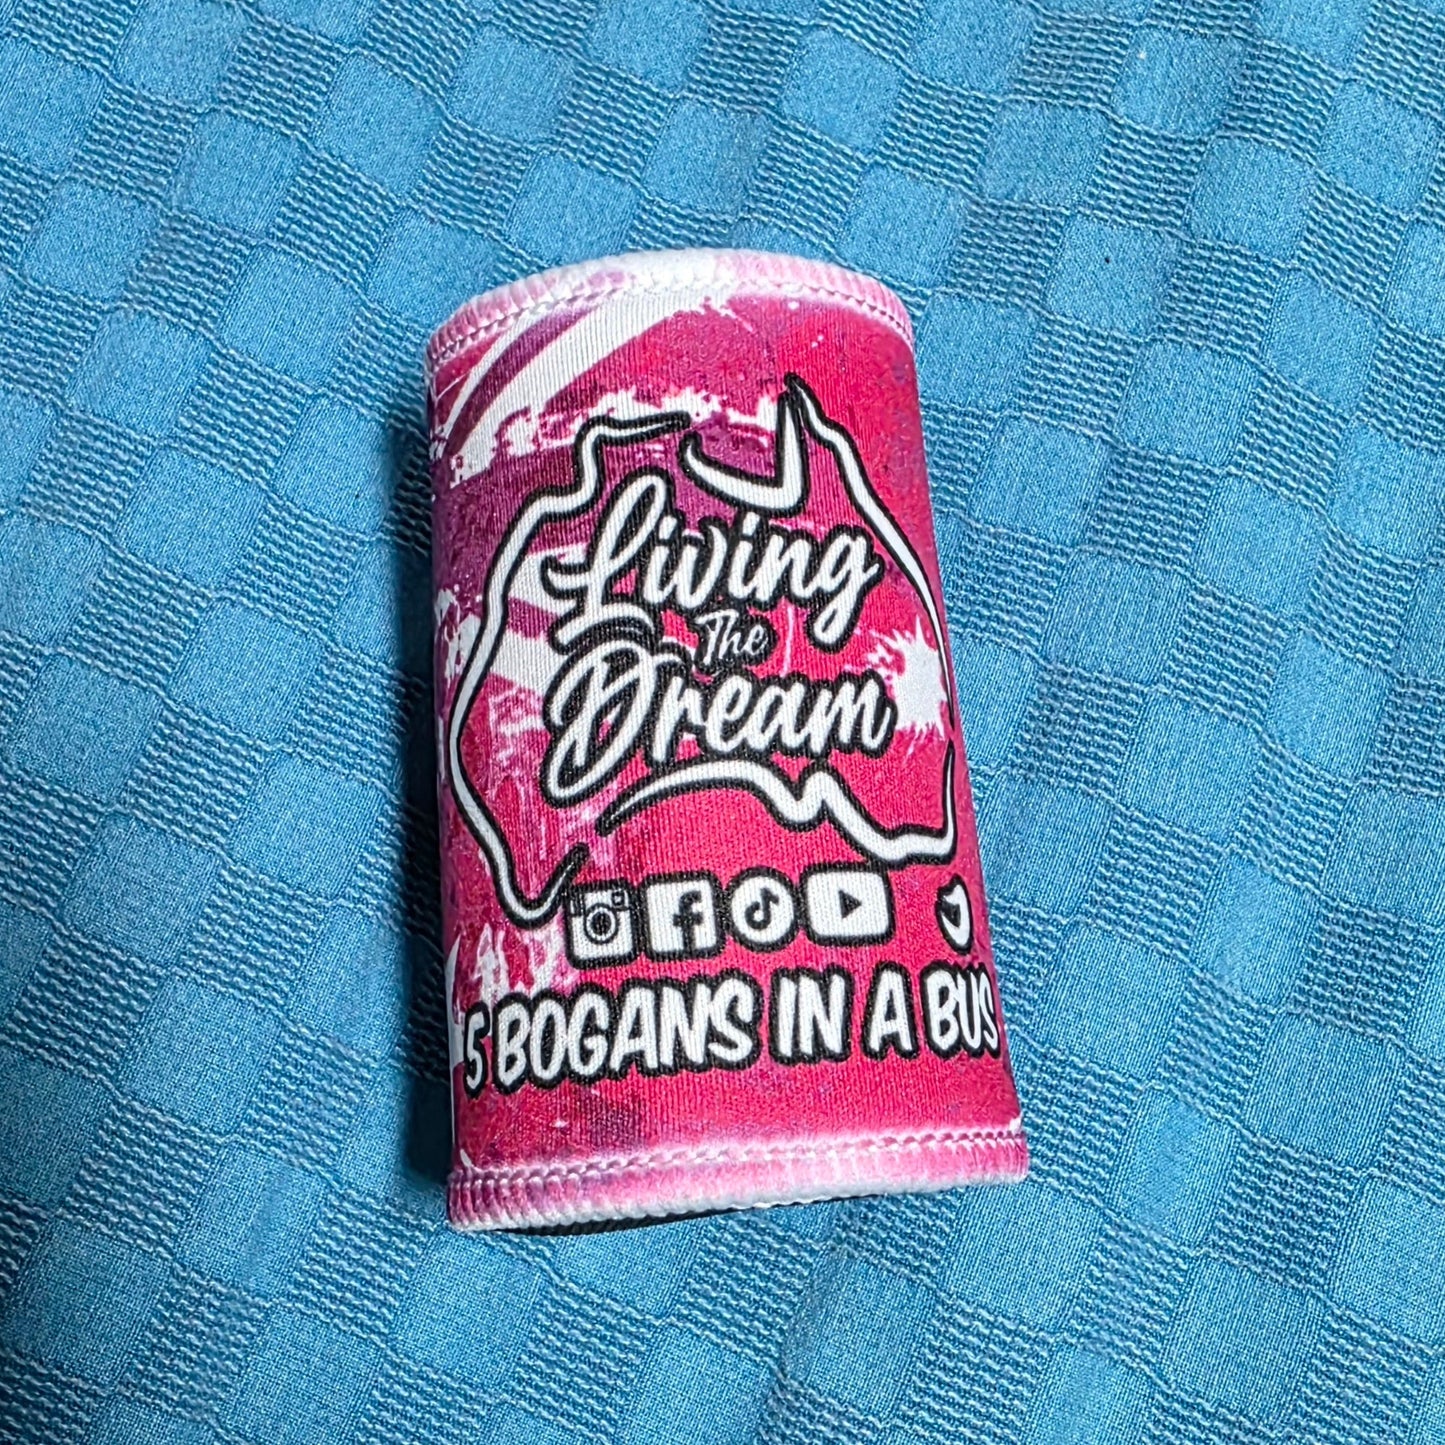 Living
The
Dream
5 BOGANS IN A BUS